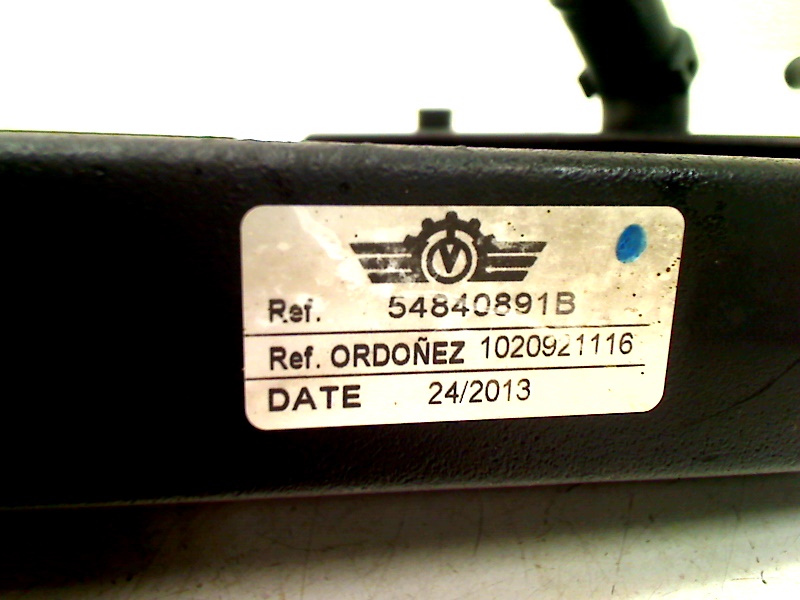 V
Ref. 54840891B
Ref. ORDOÑEZ 1020921116
DATE 24/2013